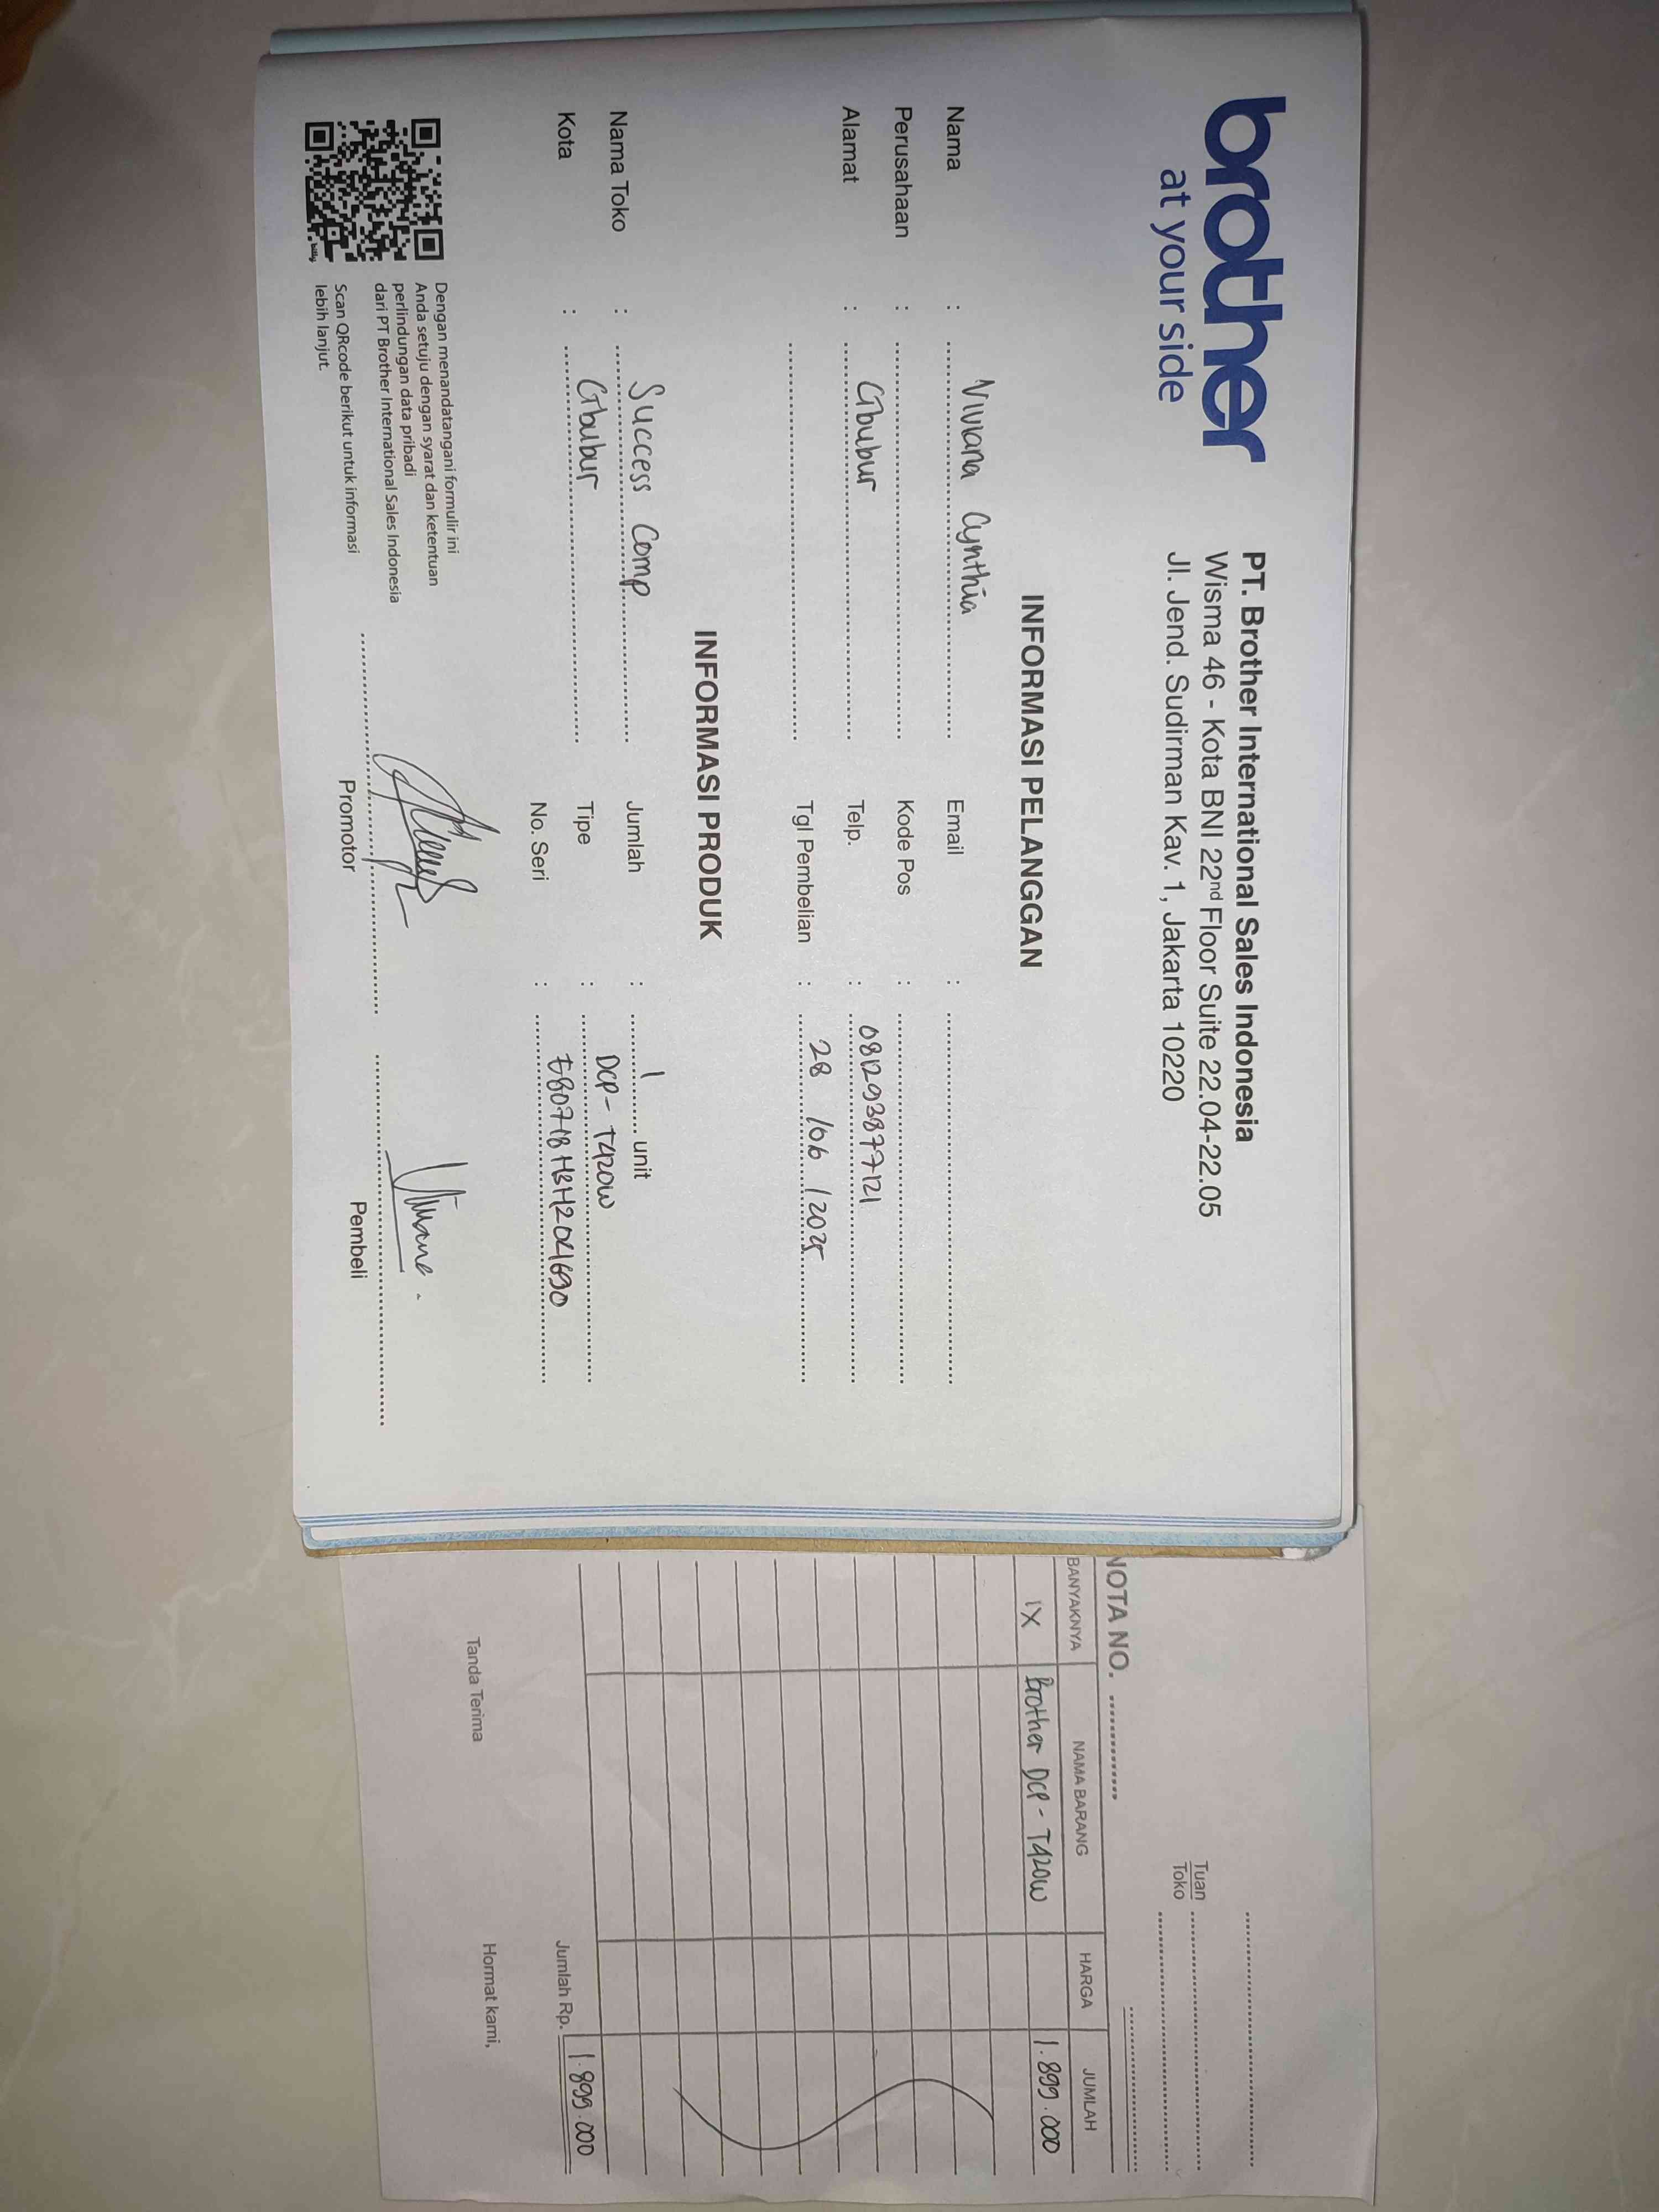 brother
at your side
PT. Brother International Sales Indonesia
Wisma 46 - Kota BNI 22nd Floor Suite 22.04-22.05
Jl. Jend. Sudirman Kav. 1, Jakarta 10220
INFORMASI PELANGGAN
Nama : Viviana Cynthia
Email :
Perusahaan :
Kode Pos :
Alamat : Cibubur
Telp. : 081293877121
Tgl Pembelian : 28 / 06 / 2025
INFORMASI PRODUK
Nama Toko : Success Comp
Jumlah : 1 unit
Kota : Cibubur
Tipe : DCP-T420W
No. Seri : E80718H3H204690
Dengan menandatangani formulir ini
Anda setuju dengan syarat dan ketentuan
perlindungan data pribadi
dari PT Brother International Sales Indonesia
Scan QRcode berikut untuk informasi
lebih lanjut.
Promotor
Pembeli
Tuan
Toko
NOTA NO.
BANYAKNYA NAMA BARANG HARGA JUMLAH
1X Brother DCP - T420W 1.899.000
Jumlah Rp. 1.899.000
Tanda Terima Hormat kami,